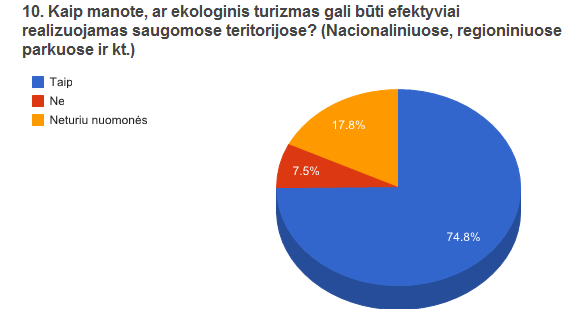 10. Kaip manote, ar ekologinis turizmas gali būti efektyviai
realizuojamas saugomose teritorijose? (Nacionaliniuose, regioniniuose
parkuose ir kt.)
Taip
Ne
Neturiu nuomonės
17.8%
7.5%
74.8%